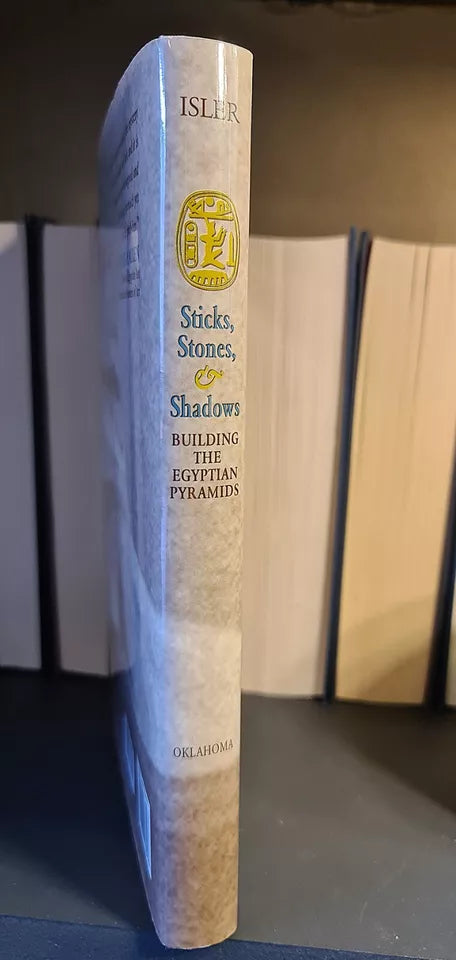 ISLER
Sticks,
Stones,
&
Shadows
BUILDING
THE
EGYPTIAN
PYRAMIDS
OKLAHOMA